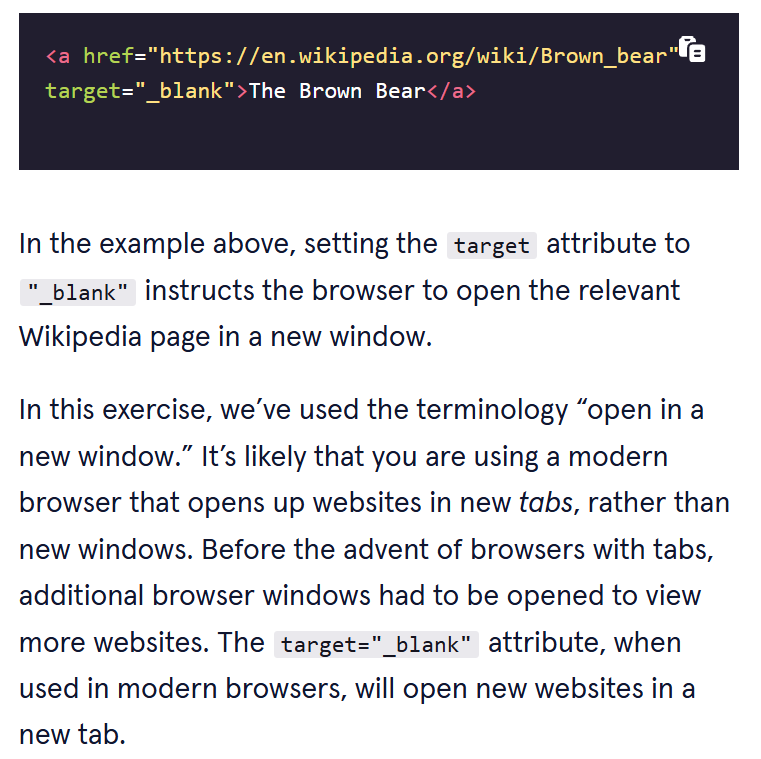 <a href="https://en.wikipedia.org/wiki/Brown_bear"
target="_blank">The Brown Bear</a>
In the example above, setting the target attribute to
"_blank" instructs the browser to open the relevant
Wikipedia page in a new window.
In this exercise, we’ve used the terminology “open in a
new window.” It’s likely that you are using a modern
browser that opens up websites in new tabs, rather than
new windows. Before the advent of browsers with tabs,
additional browser windows had to be opened to view
more websites. The target="_blank" attribute, when
used in modern browsers, will open new websites in a
new tab.